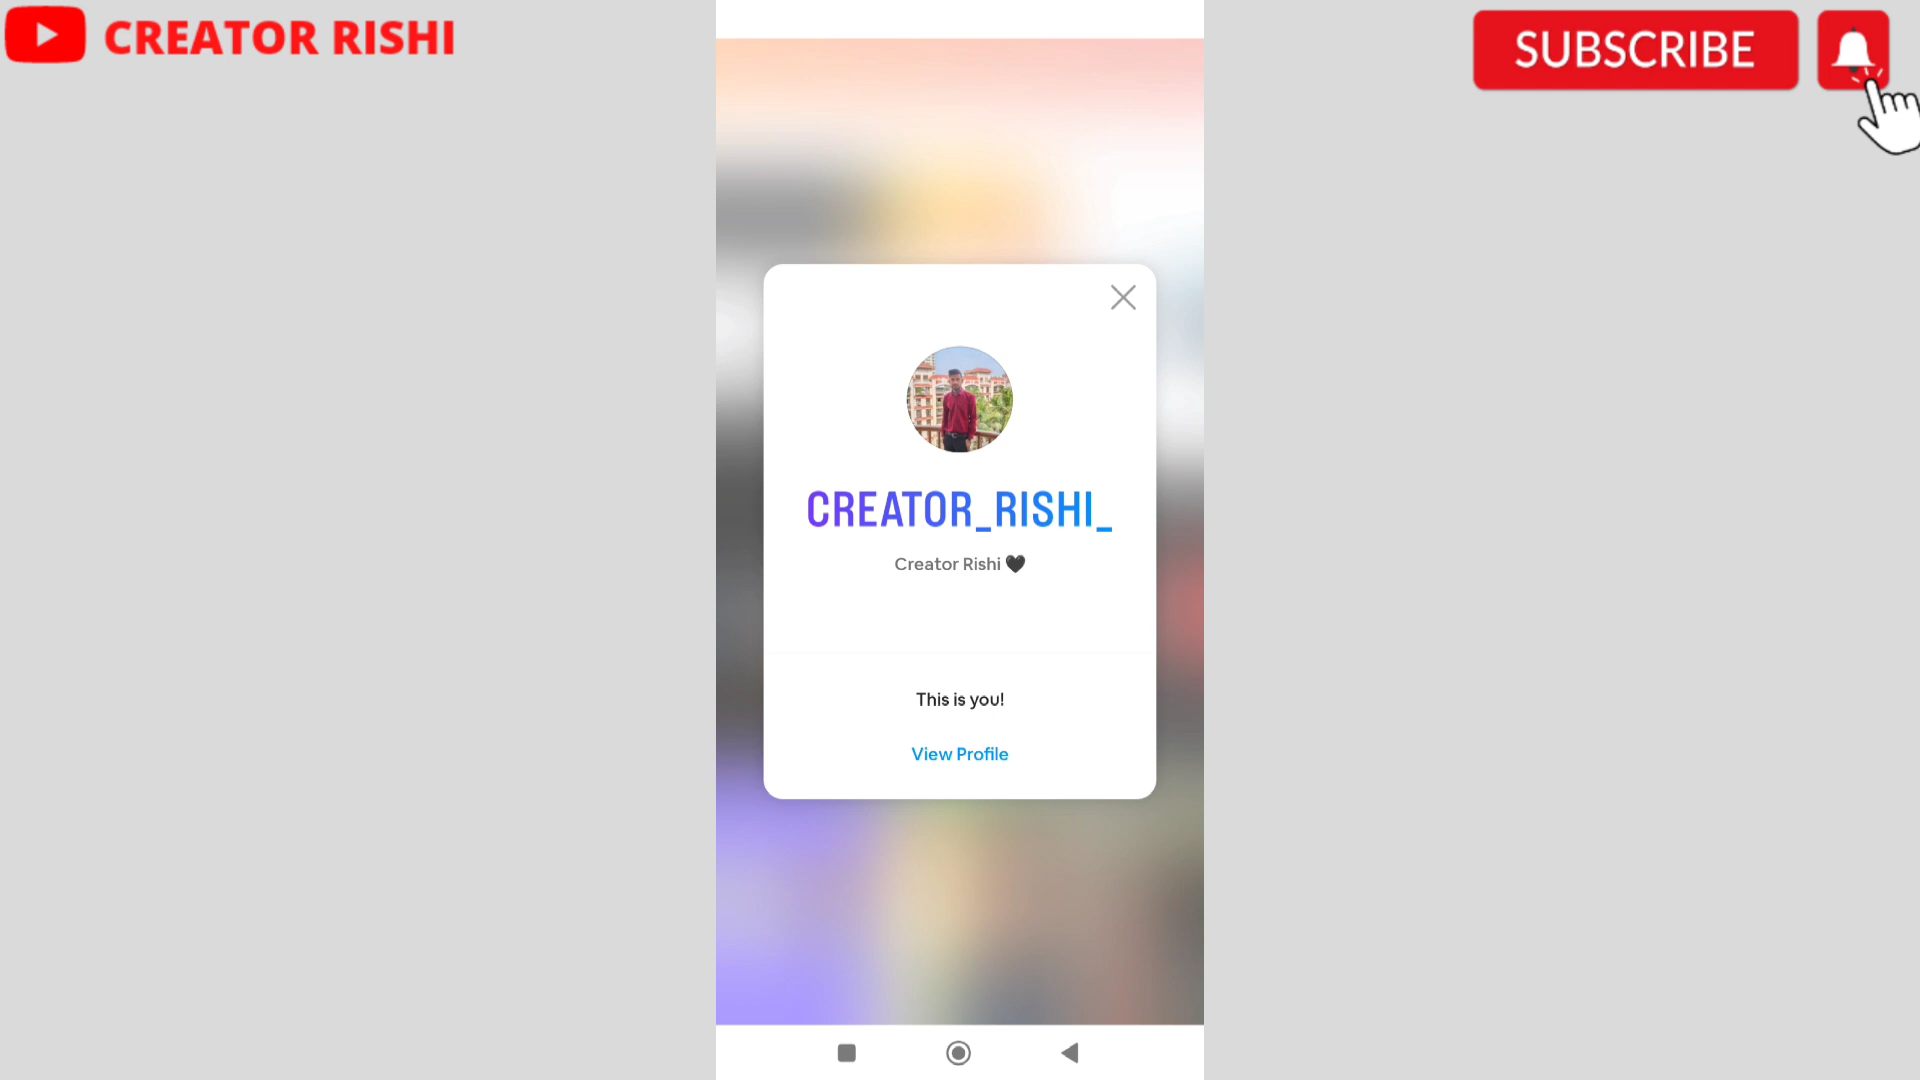 CREATOR RISHI
SUBSCRIBE
CREATOR_RISHI_
Creator Rishi 🖤
This is you!
View Profile